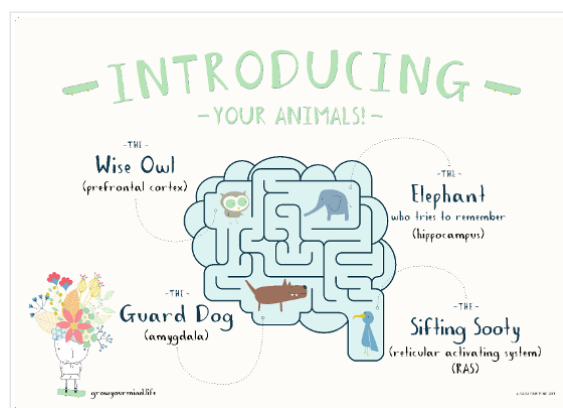 INTRODUCING
- YOUR ANIMALS! -
- THE -
Wise Owl
(prefrontal cortex)
- THE -
Elephant
who tries to remember
(hippocampus)
- THE -
Guard Dog
(amygdala)
- THE -
Sifting Sooty
(reticular activating system)
(RAS)
growyourmind.life